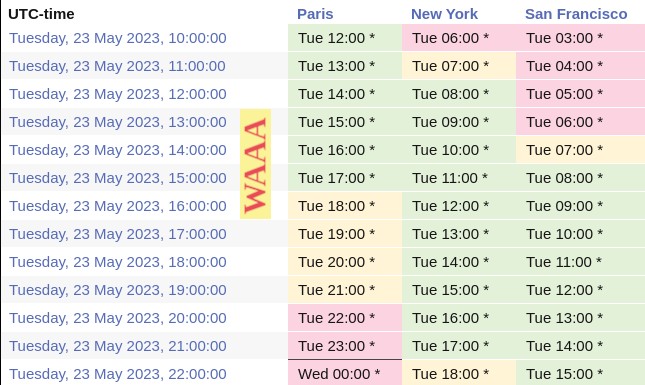 UTC-time Paris New York San Francisco
Tuesday, 23 May 2023, 10:00:00 Tue 12:00 * Tue 06:00 * Tue 03:00 *
Tuesday, 23 May 2023, 11:00:00 Tue 13:00 * Tue 07:00 * Tue 04:00 *
Tuesday, 23 May 2023, 12:00:00 Tue 14:00 * Tue 08:00 * Tue 05:00 *
Tuesday, 23 May 2023, 13:00:00 Tue 15:00 * Tue 09:00 * Tue 06:00 *
Tuesday, 23 May 2023, 14:00:00 Tue 16:00 * Tue 10:00 * Tue 07:00 *
Tuesday, 23 May 2023, 15:00:00 Tue 17:00 * Tue 11:00 * Tue 08:00 *
Tuesday, 23 May 2023, 16:00:00 Tue 18:00 * Tue 12:00 * Tue 09:00 *
Tuesday, 23 May 2023, 17:00:00 Tue 19:00 * Tue 13:00 * Tue 10:00 *
Tuesday, 23 May 2023, 18:00:00 Tue 20:00 * Tue 14:00 * Tue 11:00 *
Tuesday, 23 May 2023, 19:00:00 Tue 21:00 * Tue 15:00 * Tue 12:00 *
Tuesday, 23 May 2023, 20:00:00 Tue 22:00 * Tue 16:00 * Tue 13:00 *
Tuesday, 23 May 2023, 21:00:00 Tue 23:00 * Tue 17:00 * Tue 14:00 *
Tuesday, 23 May 2023, 22:00:00 Wed 00:00 * Tue 18:00 * Tue 15:00 *
WAAA